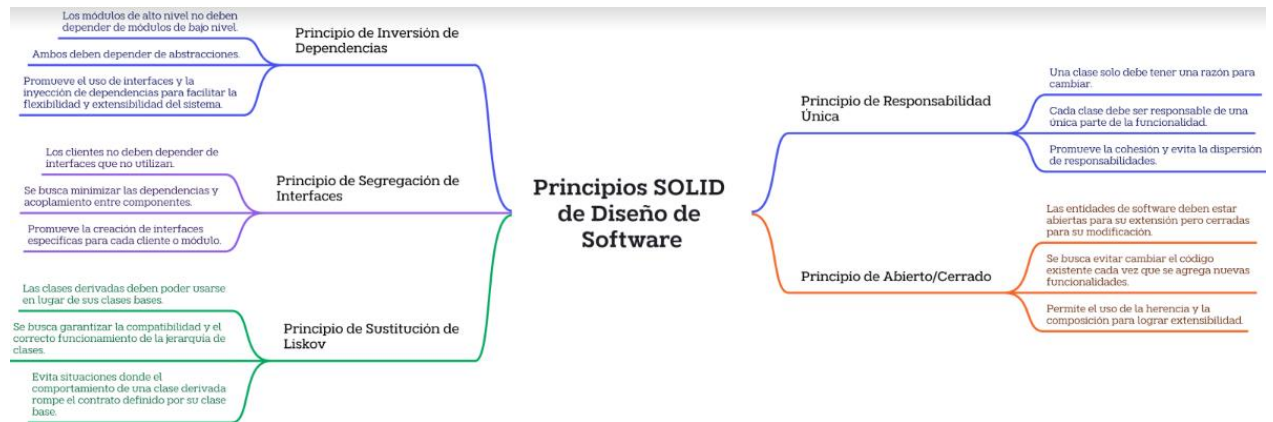 Principios SOLID
de Diseño de
Software
Principio de Inversión de
Dependencias
Los módulos de alto nivel no deben
depender de módulos de bajo nivel.
Ambos deben depender de abstracciones.
Promueve el uso de interfaces y la
inyección de dependencias para facilitar la
flexibilidad y extensibilidad del sistema.
Principio de Segregación de
Interfaces
Los clientes no deben depender de
interfaces que no utilizan.
Se busca minimizar las dependencias y
acoplamiento entre componentes.
Promueve la creación de interfaces
específicas para cada cliente o módulo.
Principio de Sustitución de
Liskov
Las clases derivadas deben poder usarse
en lugar de sus clases bases.
Se busca garantizar la compatibilidad y el
correcto funcionamiento de la jerarquía de
clases.
Evita situaciones donde el
comportamiento de una clase derivada
rompe el contrato definido por su clase
base.
Principio de Responsabilidad
Única
Una clase solo debe tener una razón para
cambiar.
Cada clase debe ser responsable de una
única parte de la funcionalidad.
Promueve la cohesión y evita la dispersión
de responsabilidades.
Principio de Abierto/Cerrado
Las entidades de software deben estar
abiertas para su extensión pero cerradas
para su modificación.
Se busca evitar cambiar el código
existente cada vez que se agrega nuevas
funcionalidades.
Permite el uso de la herencia y la
composición para lograr extensibilidad.